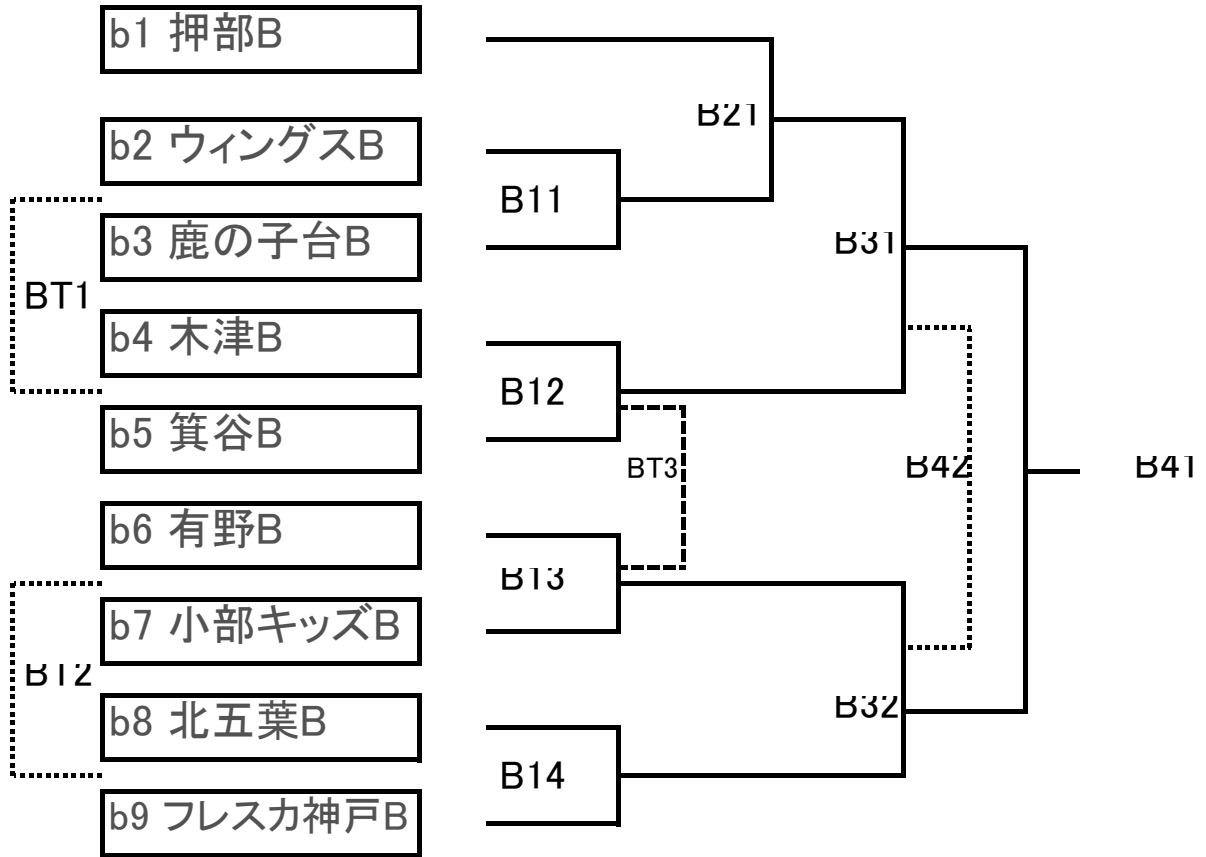 b1 押部B
B21
b2 ウィングスB
B11
b3 鹿の子台B
B31
BT1
b4 木津B
B12
b5 箕谷B
BT3
B42
B41
b6 有野B
B13
b7 小部キッズB
BT2
b8 北五葉B
B32
B14
b9 フレスカ神戸B